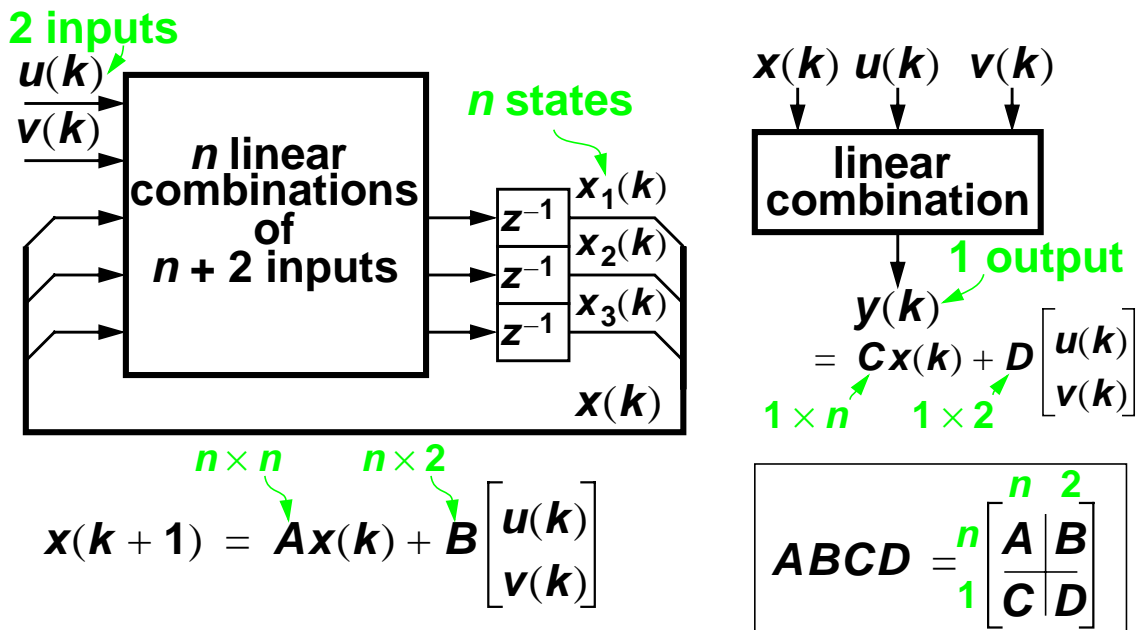 2 inputs
u(k)
v(k)
n linear
combinations
of
n + 2 inputs
n states
z⁻¹
z⁻¹
z⁻¹
x₁(k)
x₂(k)
x₃(k)
x(k)
n × n
n × 2
x(k + 1) = Ax(k) + B [u(k)
v(k)]
x(k) u(k) v(k)
linear
combination
1 output
y(k)
= Cx(k) + D [u(k)
v(k)]
1 × n 1 × 2
n 2
ABCD = n [A | B]
1 [C | D]